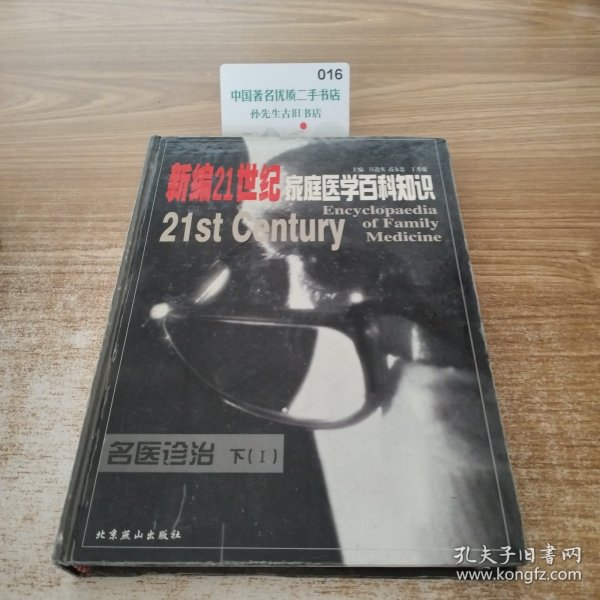 016
中国著名优质二手书店
孙先生古旧书店
主编
新编21世纪家庭医学百科知识
21st Century
Encyclopaedia
of Family
Medicine
名医诊治 下(I)
北京燕山出版社
孔夫子旧书网
www.kongfz.com